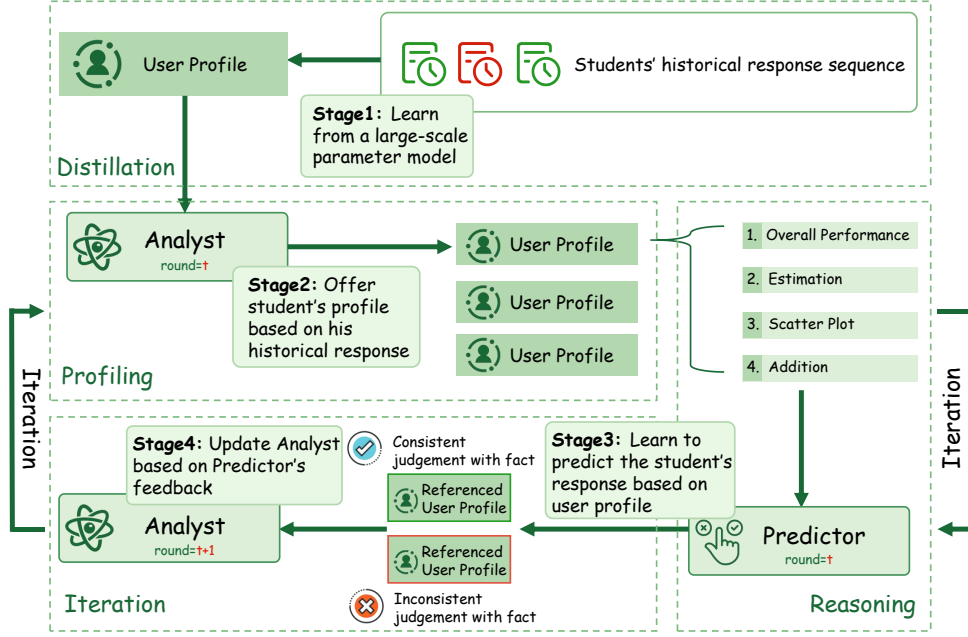 User Profile
Students' historical response sequence
Stage1: Learn
from a large-scale
parameter model
Distillation
Analyst
round=t
Stage2: Offer
student's profile
based on his
historical response
User Profile
User Profile
User Profile
Profiling
1. Overall Performance
2. Estimation
3. Scatter Plot
4. Addition
Iteration
Iteration
Stage3: Learn to
predict the student's
response based on
user profile
Predictor
round=t
Reasoning
Stage4: Update Analyst
based on Predictor's
feedback
Consistent
judgement with fact
Referenced
User Profile
Referenced
User Profile
Inconsistent
judgement with fact
Analyst
round=t+1
Iteration